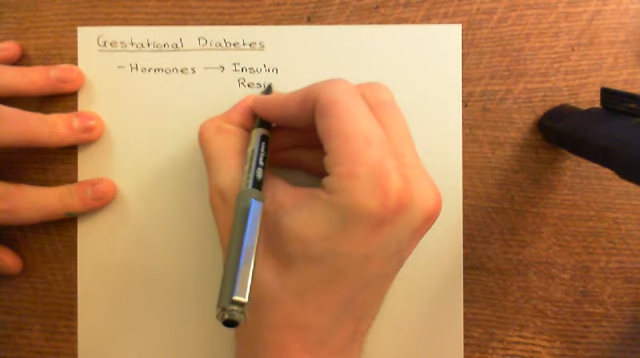 Gestational Diabetes
- Hormones → Insulin
Resis